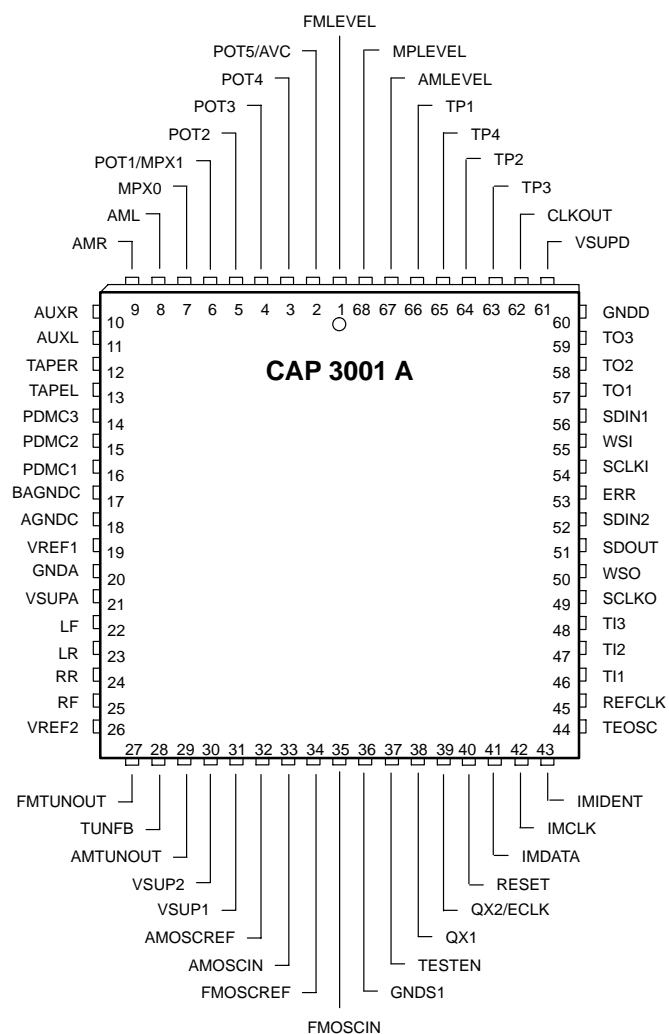 FMLEVEL
POT5/AVC MPLEVEL
POT4 AMLEVEL
POT3 TP1
POT2 TP4
POT1/MPX1 TP2
MPX0 TP3
AML CLKOUT
AMR VSUPD
9 8 7 6 5 4 3 2 1 68 67 66 65 64 63 62 61
AUXR 10 60 GNDD
AUXL 11 59 TO3
TAPER 12 58 TO2
TAPEL 13 57 TO1
PDMC3 14 56 SDIN1
PDMC2 15 55 WSI
PDMC1 16 54 SCLKI
BAGNDC 17 53 ERR
AGNDC 18 52 SDIN2
VREF1 19 51 SDOUT
GNDA 20 50 WSO
VSUPA 21 49 SCLKO
LF 22 48 TI3
LR 23 47 TI2
RR 24 46 TI1
RF 25 45 REFCLK
VREF2 26 44 TEOSC
CAP 3001 A
27 28 29 30 31 32 33 34 35 36 37 38 39 40 41 42 43
FMTUNOUT IMIDENT
TUNFB IMCLK
AMTUNOUT IMDATA
VSUP2 RESET
VSUP1 QX2/ECLK
AMOSCREF QX1
AMOSCIN TESTEN
FMOSCREF GNDS1
FMOSCIN